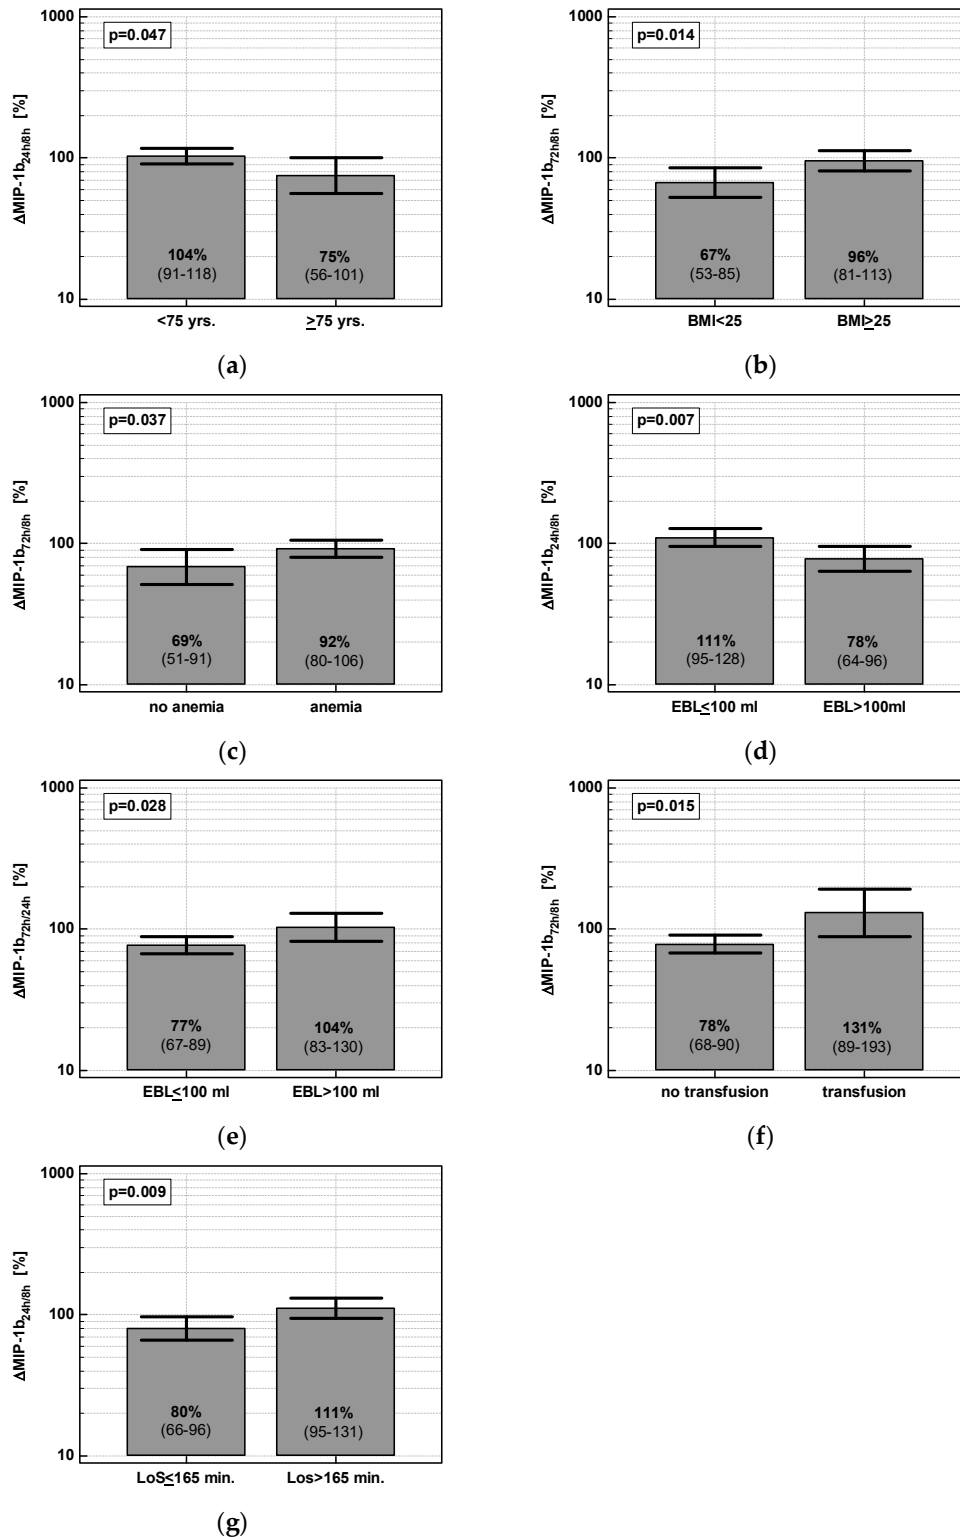 1000
p=0.047
100
10
ΔMIP-1b24h/8h [%]
104%
(91-118)
75%
(56-101)
<75 yrs.
≥75 yrs.
(a)
1000
p=0.014
100
10
ΔMIP-1b72h/8h [%]
67%
(53-85)
96%
(81-113)
BMI<25
BMI≥25
(b)
1000
p=0.037
100
10
ΔMIP-1b72h/8h [%]
69%
(51-91)
92%
(80-106)
no anemia
anemia
(c)
1000
p=0.007
100
10
ΔMIP-1b24h/8h [%]
111%
(95-128)
78%
(64-96)
EBL≤100 ml
EBL>100ml
(d)
1000
p=0.028
100
10
ΔMIP-1b72h/24h [%]
77%
(67-89)
104%
(83-130)
EBL≤100 ml
EBL>100 ml
(e)
1000
p=0.015
100
10
ΔMIP-1b72h/8h [%]
78%
(68-90)
131%
(89-193)
no transfusion
transfusion
(f)
1000
p=0.009
100
10
ΔMIP-1b24h/8h [%]
80%
(66-96)
111%
(95-131)
LoS≤165 min.
Los>165 min.
(g)